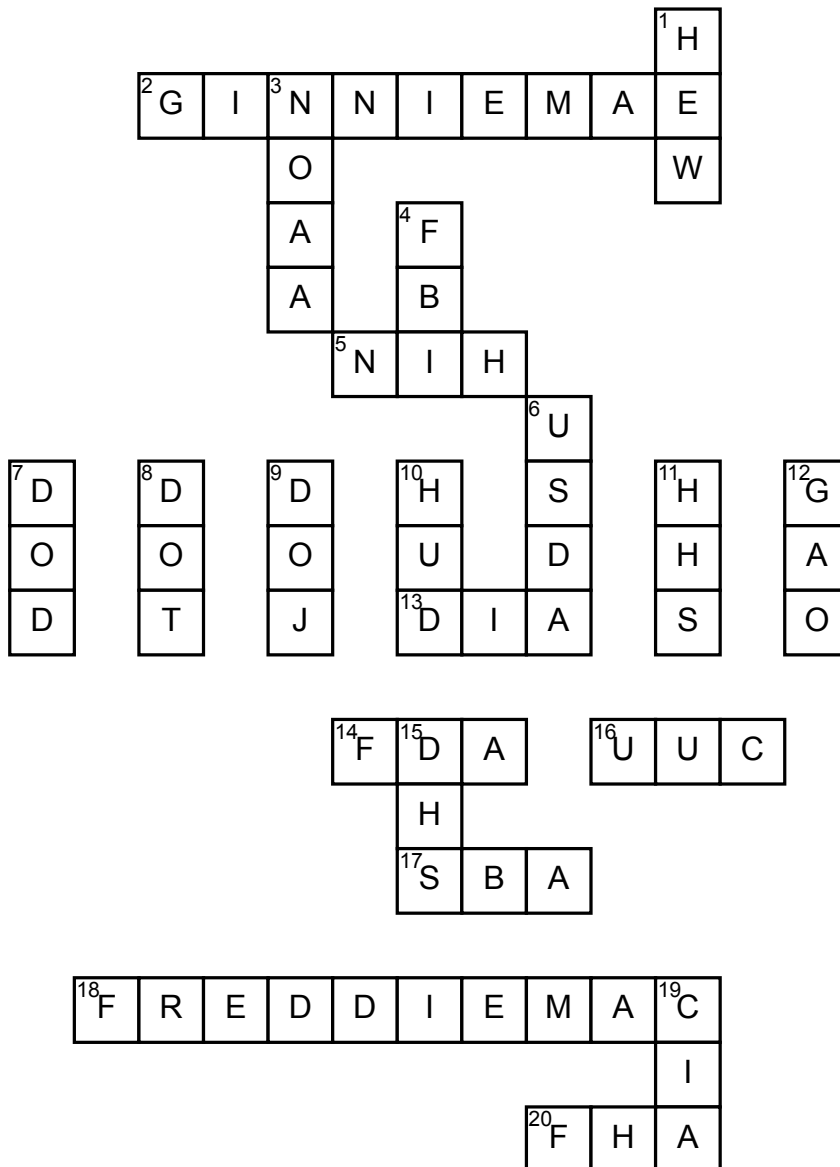 1 H
2 G I 3 N N I E M A E
O W
A 4 F
A B
5 N I H
6 U
7 D 8 D 9 D 10 H S 11 H 12 G
O O O U D H A
D T J 13 D I A S O
14 F 15 D A 16 U U C
H
17 S B A
18 F R E D D I E M A 19 C
I
20 F H A